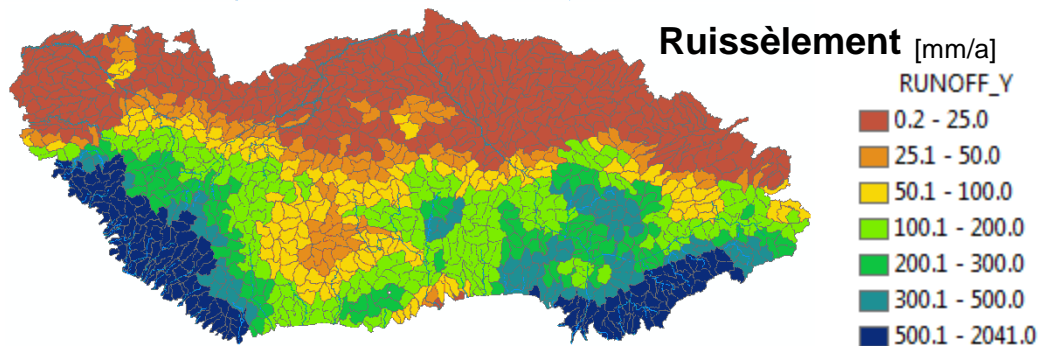 Ruissèlement [mm/a]
RUNOFF_Y
0.2 - 25.0
25.1 - 50.0
50.1 - 100.0
100.1 - 200.0
200.1 - 300.0
300.1 - 500.0
500.1 - 2041.0